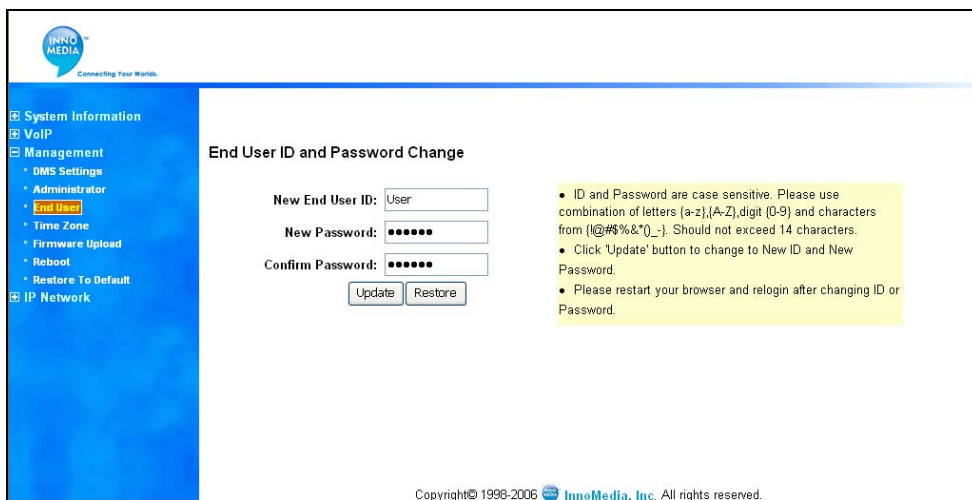 INNO
MEDIA
™
Connecting Your Worlds.
System Information
VoIP
Management
DMS Settings
Administrator
End User
Time Zone
Firmware Upload
Reboot
Restore To Default
IP Network
End User ID and Password Change
New End User ID: User
New Password: ●●●●●●
Confirm Password: ●●●●●●
Update Restore
• ID and Password are case sensitive. Please use
combination of letters {a-z},{A-Z},digit {0-9} and characters
from {!@#$%&*()_-}. Should not exceed 14 characters.
• Click 'Update' button to change to New ID and New
Password.
• Please restart your browser and relogin after changing ID or
Password.
Copyright© 1998-2006 INNO MEDIA InnoMedia, Inc. All rights reserved.